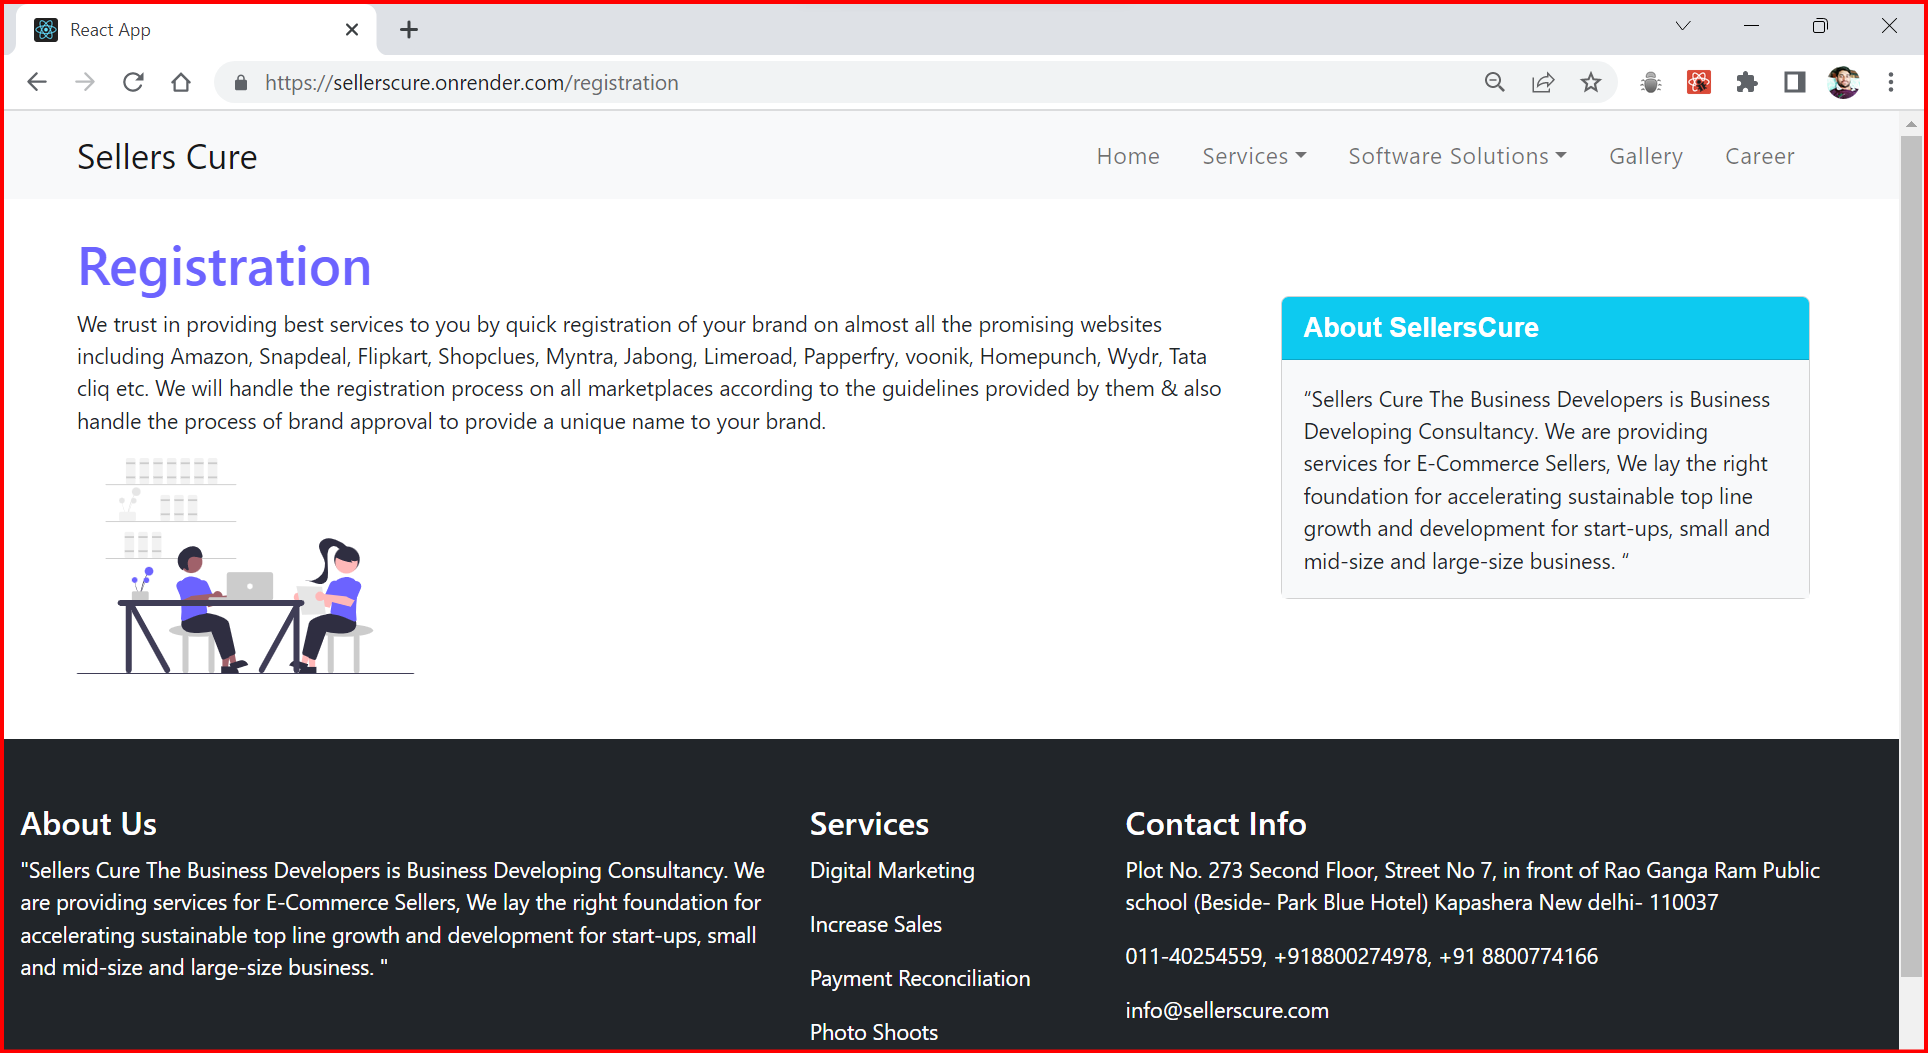 React App
https://sellerscure.onrender.com/registration
Sellers Cure
Home
Services
Software Solutions
Gallery
Career
Registration
We trust in providing best services to you by quick registration of your brand on almost all the promising websites
including Amazon, Snapdeal, Flipkart, Shopclues, Myntra, Jabong, Limeroad, Papperfry, voonik, Homepunch, Wydr, Tata
cliq etc. We will handle the registration process on all marketplaces according to the guidelines provided by them & also
handle the process of brand approval to provide a unique name to your brand.
About SellersCure
“Sellers Cure The Business Developers is Business
Developing Consultancy. We are providing
services for E-Commerce Sellers, We lay the right
foundation for accelerating sustainable top line
growth and development for start-ups, small and
mid-size and large-size business. “
About Us
"Sellers Cure The Business Developers is Business Developing Consultancy. We
are providing services for E-Commerce Sellers, We lay the right foundation for
accelerating sustainable top line growth and development for start-ups, small
and mid-size and large-size business. "
Services
Digital Marketing
Increase Sales
Payment Reconciliation
Photo Shoots
Contact Info
Plot No. 273 Second Floor, Street No 7, in front of Rao Ganga Ram Public
school (Beside- Park Blue Hotel) Kapashera New delhi- 110037
011-40254559, +918800274978, +91 8800774166
info@sellerscure.com